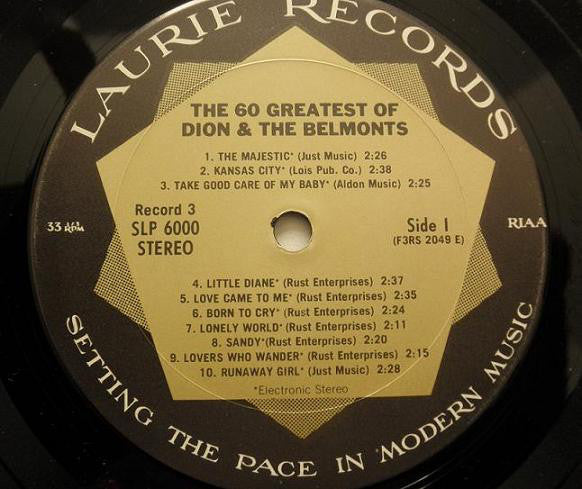 LAURIE RECORDS
THE 60 GREATEST OF
DION & THE BELMONTS
1. THE MAJESTIC* (Just Music) 2:26
2. KANSAS CITY* (Lois Pub. Co.) 2:38
3. TAKE GOOD CARE OF MY BABY* (Aldon Music) 2:25
Record 3
SLP 6000
STEREO
Side I
(F3RS 2049 E)
33 1/3 RPM
RIAA
4. LITTLE DIANE* (Rust Enterprises) 2:37
5. LOVE CAME TO ME* (Rust Enterprises) 2:35
6. BORN TO CRY* (Rust Enterprises) 2:24
7. LONELY WORLD* (Rust Enterprises) 2:11
8. SANDY* (Rust Enterprises) 2:20
9. LOVERS WHO WANDER* (Rust Enterprises) 2:15
10. RUNAWAY GIRL* (Just Music) 2:28
*Electronic Stereo
SETTING THE PACE IN MODERN MUSIC